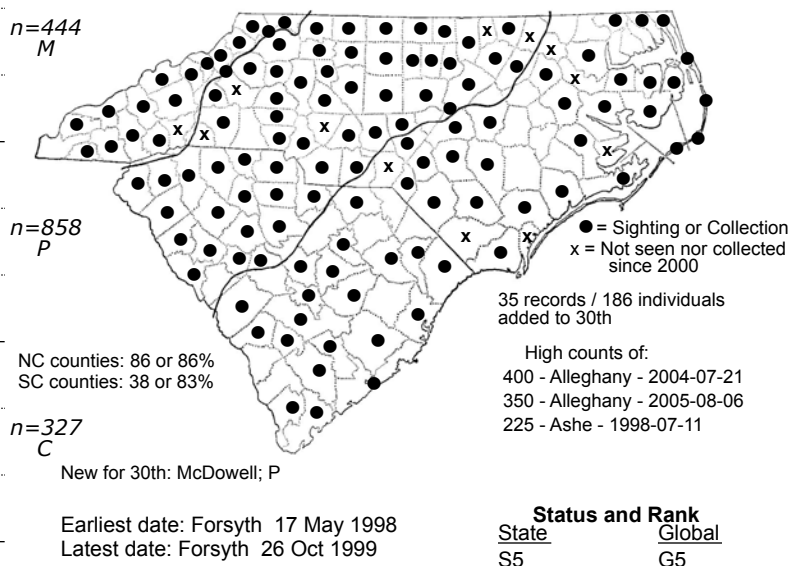 n=444
M
n=858
P
n=327
C
● = Sighting or Collection
x = Not seen nor collected
since 2000
35 records / 186 individuals
added to 30th
High counts of:
400 - Alleghany - 2004-07-21
350 - Alleghany - 2005-08-06
225 - Ashe - 1998-07-11
NC counties: 86 or 86%
SC counties: 38 or 83%
New for 30th: McDowell; P
Earliest date: Forsyth 17 May 1998
Latest date: Forsyth 26 Oct 1999
Status and Rank
State Global
S5 G5
x
x
x
x
x
x
x
x
x
x
x
x